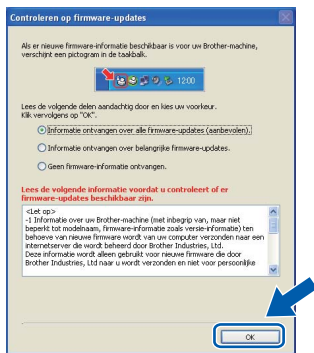 Controleren op firmware-updates
Als er nieuwe firmware-informatie beschikbaar is voor uw Brother-machine,
verschijnt een pictogram in de taakbalk.
12:00
Lees de volgende delen aandachtig door en kies uw voorkeur.
Klik vervolgens op "OK".
Informatie ontvangen over alle firmware-updates (aanbevolen).
Informatie ontvangen over belangrijke firmware-updates.
Geen firmware-informatie ontvangen.
Lees de volgende informatie voordat u controleert of er
firmware-updates beschikbaar zijn.
<Let op>
-1 Informatie over uw Brother-machine (met inbegrip van, maar niet
beperkt tot modelnaam, firmware-informatie zoals versie-informatie) ten
behoeve van nieuwe firmware wordt van uw computer verzonden naar een
internetserver die wordt beheerd door Brother Industries, Ltd.
Deze informatie wordt alleen gebruikt voor nieuwe firmware die door
Brother Industries, Ltd naar u wordt verzonden en niet voor persoonlijke
OK